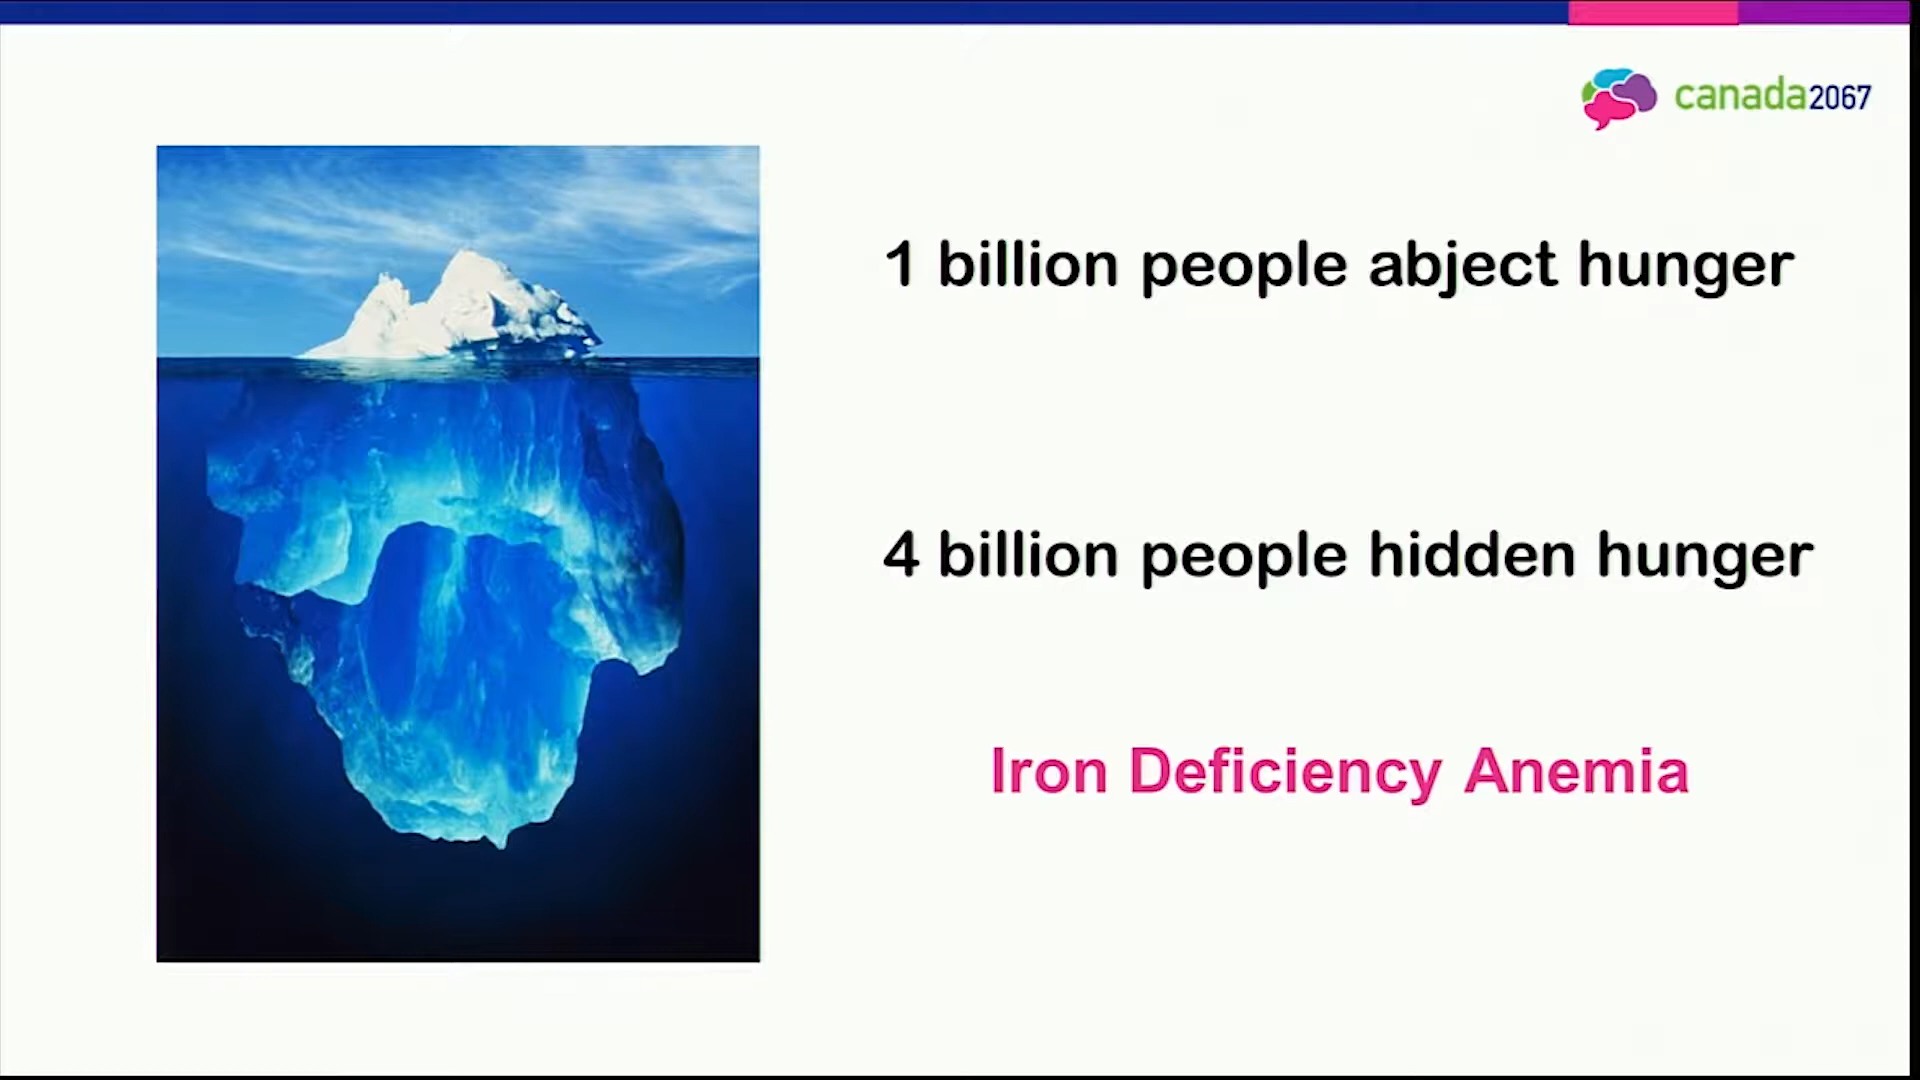 canada2067
1 billion people abject hunger
4 billion people hidden hunger
Iron Deficiency Anemia